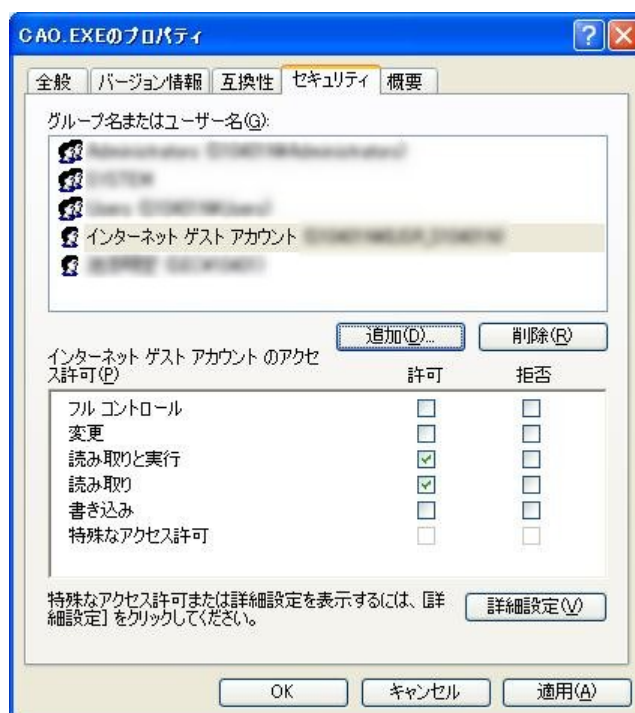 CAO.EXEのプロパティ
全般 バージョン情報 互換性 セキュリティ 概要
グループ名またはユーザー名(G):
インターネット ゲスト アカウント
追加(D)... 削除(R)
インターネット ゲスト アカウント のアクセ
ス許可(P) 許可 拒否
フル コントロール
変更
読み取りと実行
読み取り
書き込み
特殊なアクセス許可
特殊なアクセス許可または詳細設定を表示するには、[詳
細設定] をクリックしてください。 詳細設定(V)
OK キャンセル 適用(A)